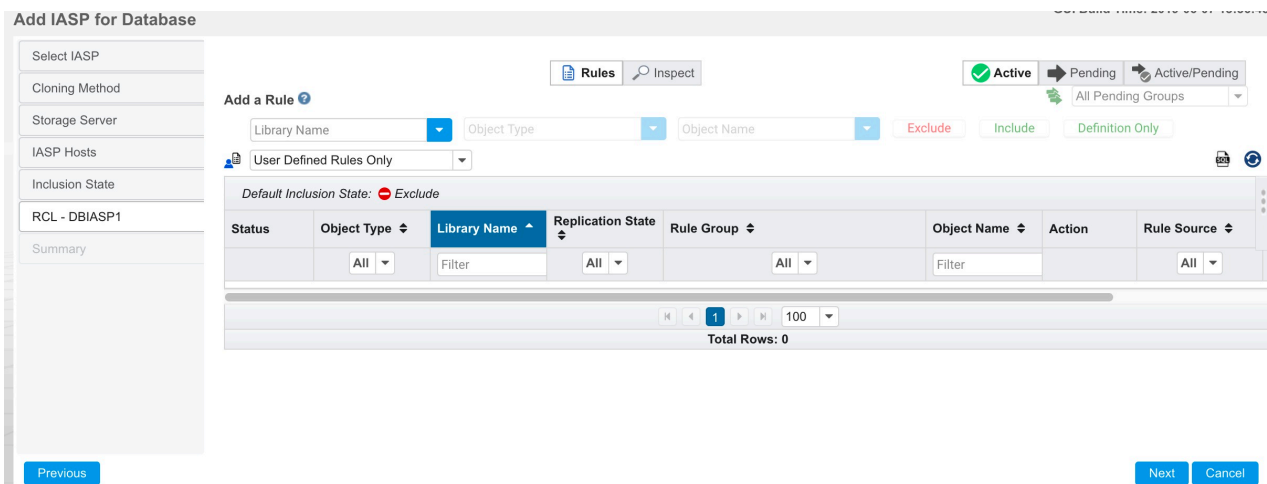 Add IASP for Database
Select IASP
Cloning Method
Storage Server
IASP Hosts
Inclusion State
RCL - DBIASP1
Summary
Rules Inspect Active Pending Active/Pending
Add a Rule All Pending Groups
Library Name Object Type Object Name Exclude Include Definition Only
User Defined Rules Only SQL
Default Inclusion State: Exclude
Status Object Type Library Name Replication State Rule Group Object Name Action Rule Source
All Filter All All Filter All
1 100
Total Rows: 0
Previous Next Cancel